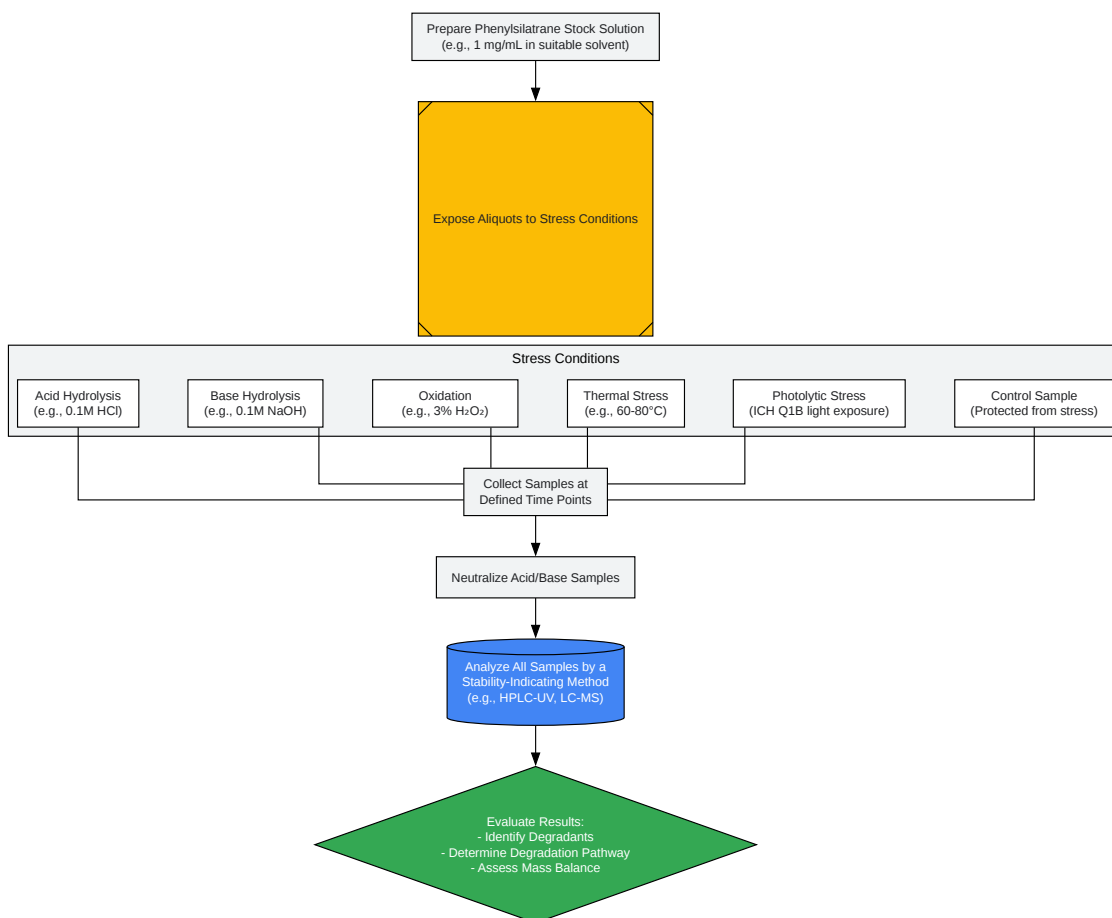 Prepare Phenylsilatrane Stock Solution
(e.g., 1 mg/mL in suitable solvent)
Expose Aliquots to Stress Conditions
Stress Conditions
Acid Hydrolysis
(e.g., 0.1M HCl)
Base Hydrolysis
(e.g., 0.1M NaOH)
Oxidation
(e.g., 3% H₂O₂)
Thermal Stress
(e.g., 60-80°C)
Photolytic Stress
(ICH Q1B light exposure)
Control Sample
(Protected from stress)
Collect Samples at
Defined Time Points
Neutralize Acid/Base Samples
Analyze All Samples by a
Stability-Indicating Method
(e.g., HPLC-UV, LC-MS)
Evaluate Results:
- Identify Degradants
- Determine Degradation Pathway
- Assess Mass Balance